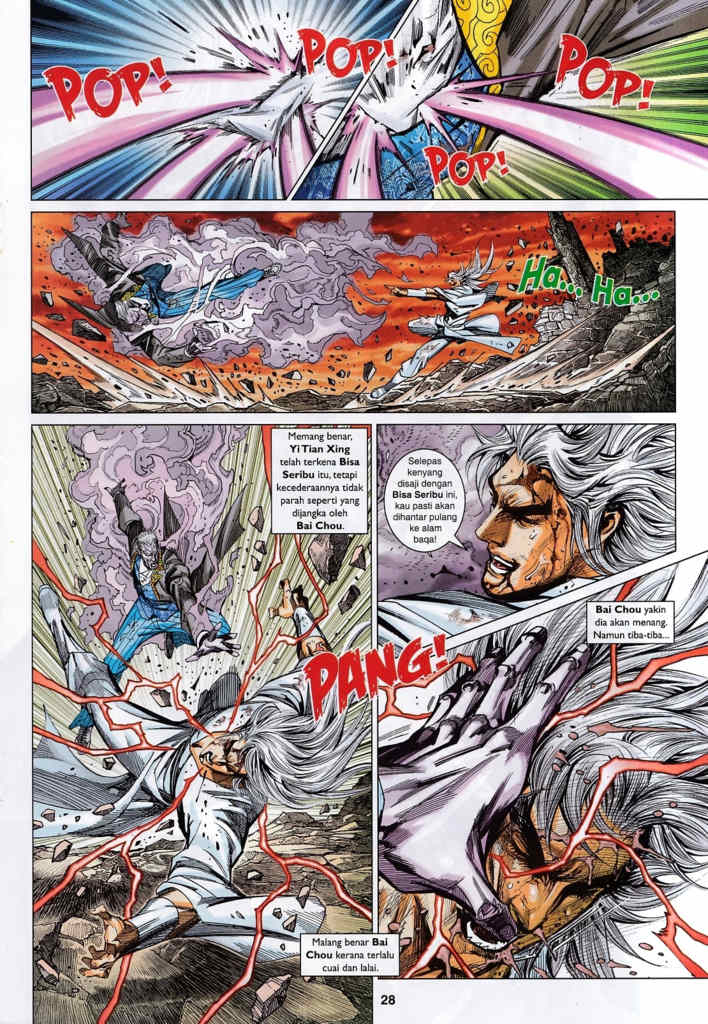 POP!
POP!
POP!
POP!
Ha... Ha...
Memang benar,
Yi Tian Xing
telah terkena Bisa
Seribu itu, tetapi
kecederaannya tidak
parah seperti yang
dijangka oleh
Bai Chou.
Selepas
kenyang
disaji dengan
Bisa Seribu ini,
kau pasti akan
dihantar pulang
ke alam
baqa!
Bai Chou yakin
dia akan menang.
Namun tiba-tiba...
PANG!
Malang benar Bai
Chou kerana terlalu
cuai dan lalai.
28